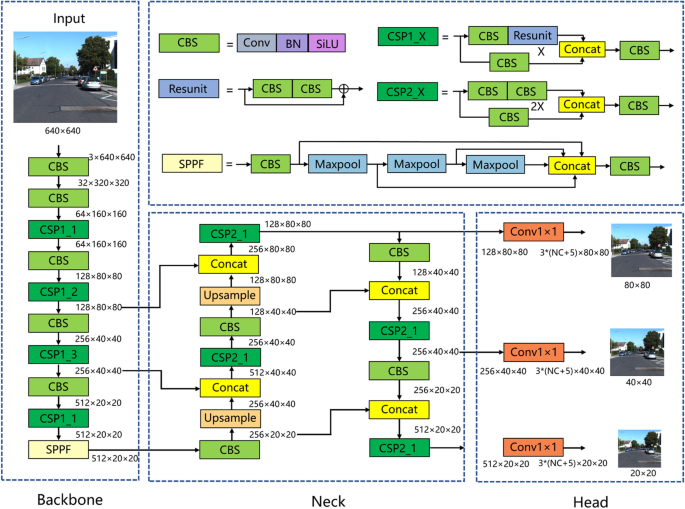 Input
640×640
3×640×640
CBS
32×320×320
CBS
64×160×160
CSP1_1
64×160×160
CBS
128×80×80
CSP1_2
128×80×80
CBS
256×40×40
CSP1_3
256×40×40
CBS
512×20×20
CSP1_1
512×20×20
SPPF
512×20×20
Backbone
CBS = Conv BN SiLU
Resunit = CBS CBS
CSP1_X = CBS Resunit
X
CBS
Concat
CBS
CSP2_X = CBS CBS
2X
CBS
Concat
CBS
SPPF = CBS Maxpool Maxpool Maxpool Concat CBS
CSP2_1
128×80×80
256×80×80
Concat
Upsample
128×40×40
CBS
256×40×40
CSP2_1
512×40×40
Concat
256×40×40
Upsample
256×20×20
CBS
CBS
128×40×40
Concat
256×40×40
CSP2_1
256×40×40
CBS
256×20×20
Concat
512×20×20
CSP2_1
Neck
Conv1×1
128×80×80
3*(NC+5)×80×80
80×80
Conv1×1
256×40×40
3*(NC+5)×40×40
40×40
Conv1×1
512×20×20
3*(NC+5)×20×20
20×20
Head